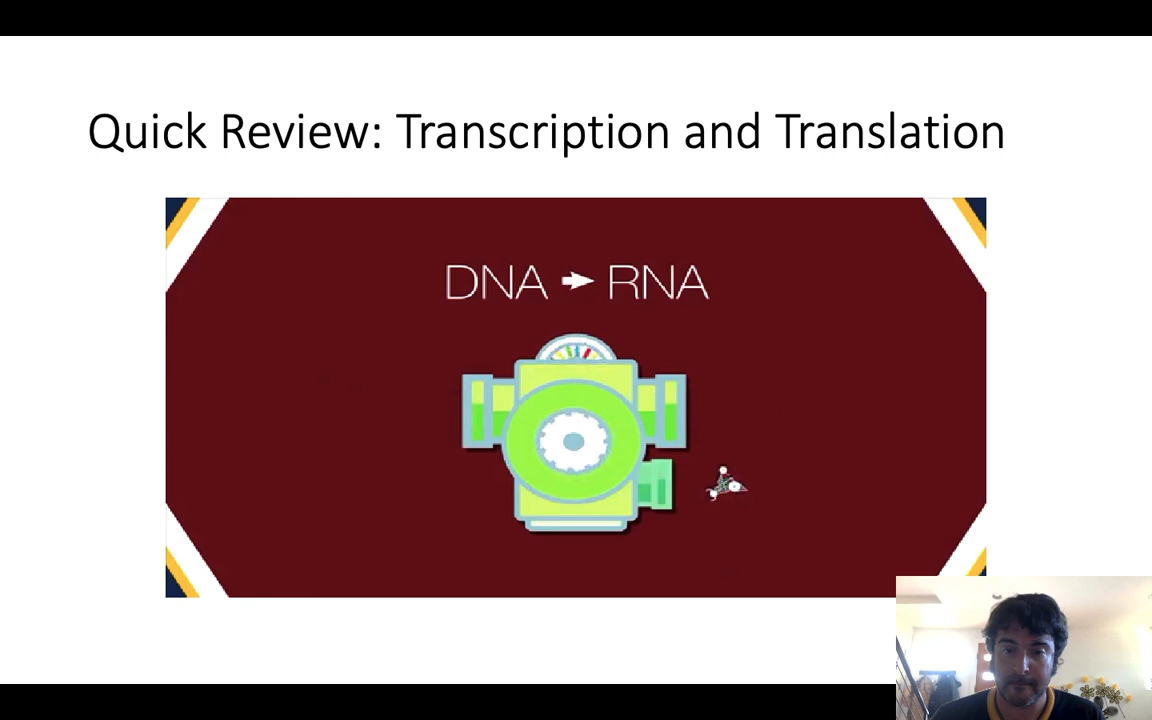 Quick Review: Transcription and Translation
DNA → RNA